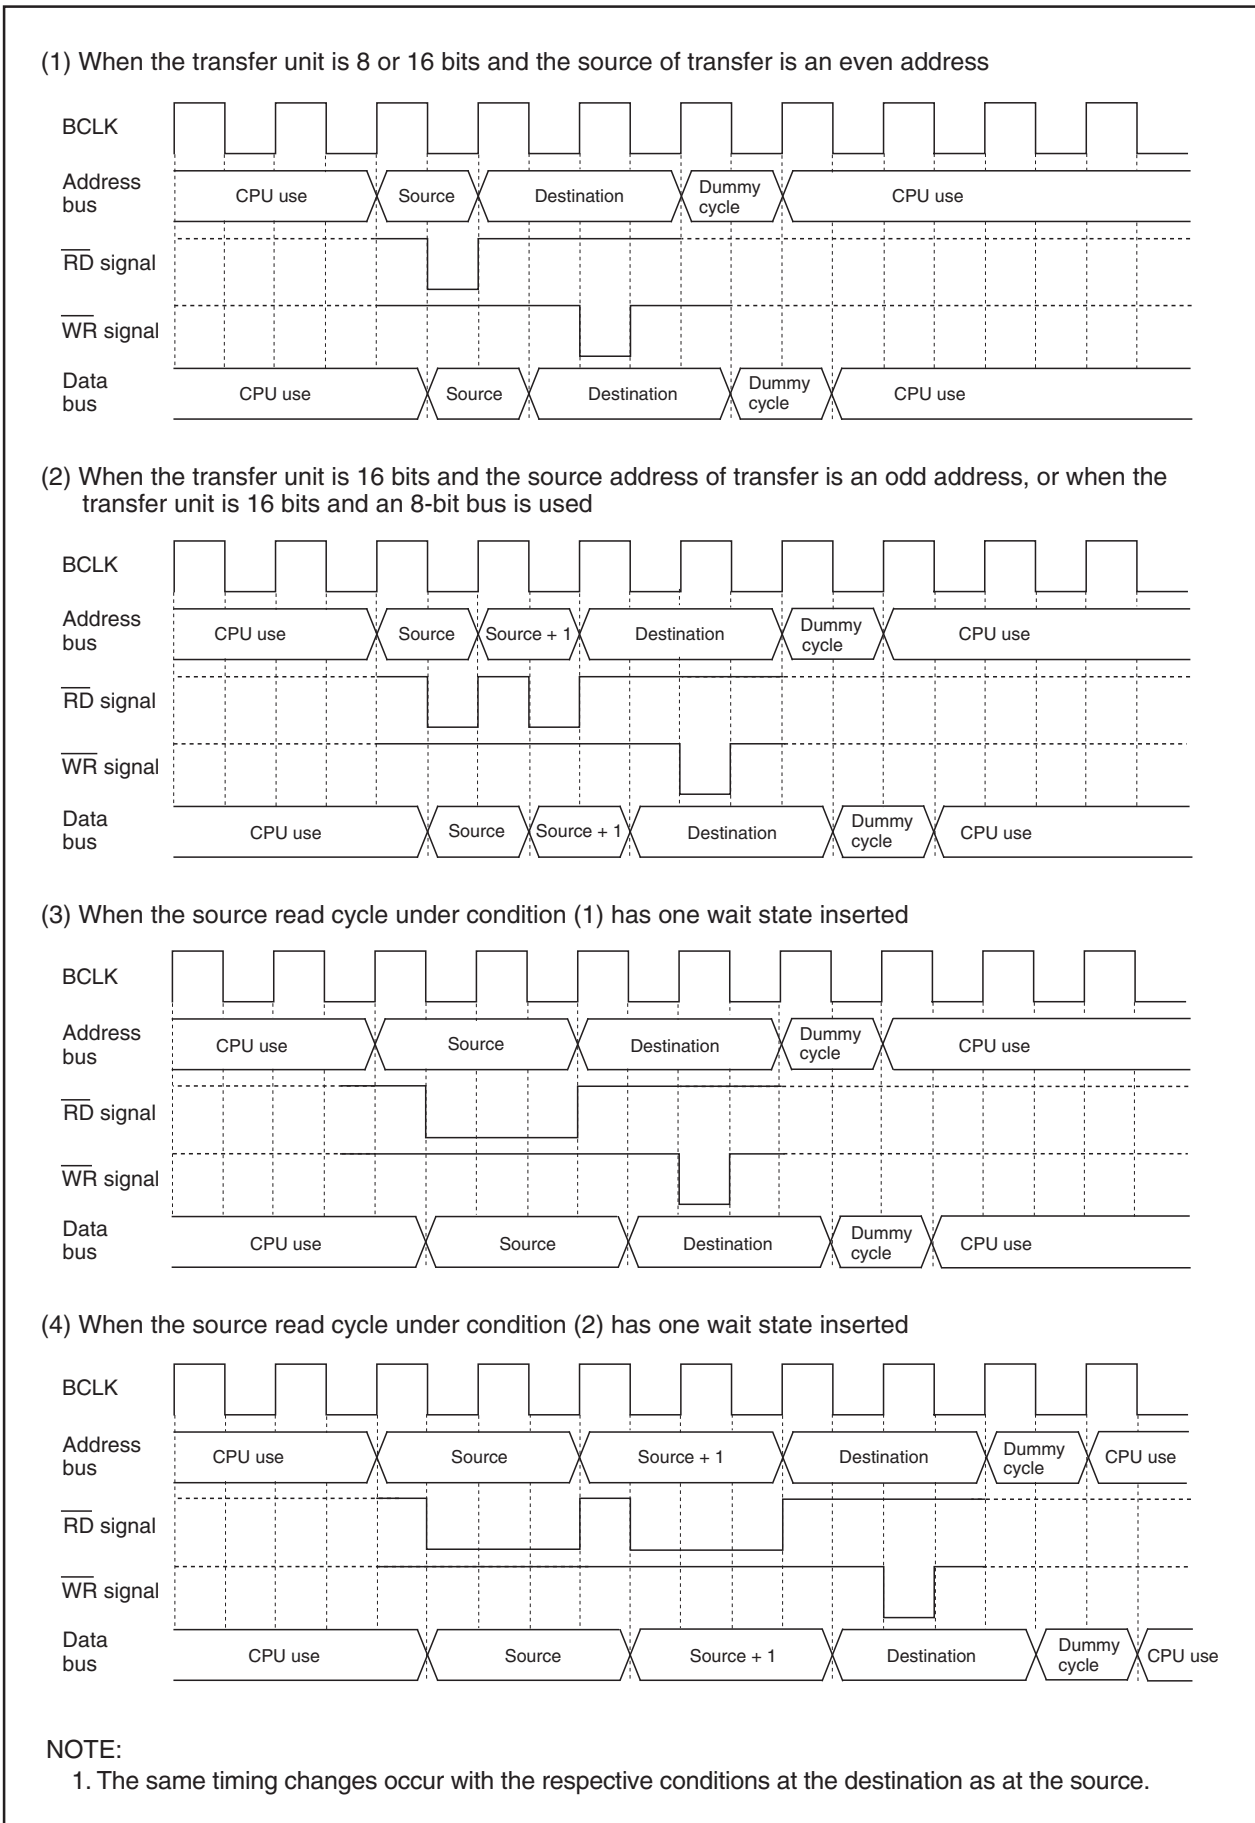 (1) When the transfer unit is 8 or 16 bits and the source of transfer is an even address
BCLK
Address
bus
CPU use
Source
Destination
Dummy
cycle
CPU use
RD signal
WR signal
Data
bus
CPU use
Source
Destination
Dummy
cycle
CPU use
(2) When the transfer unit is 16 bits and the source address of transfer is an odd address, or when the
transfer unit is 16 bits and an 8-bit bus is used
BCLK
Address
bus
CPU use
Source
Source + 1
Destination
Dummy
cycle
CPU use
RD signal
WR signal
Data
bus
CPU use
Source
Source + 1
Destination
Dummy
cycle
CPU use
(3) When the source read cycle under condition (1) has one wait state inserted
BCLK
Address
bus
CPU use
Source
Destination
Dummy
cycle
CPU use
RD signal
WR signal
Data
bus
CPU use
Source
Destination
Dummy
cycle
CPU use
(4) When the source read cycle under condition (2) has one wait state inserted
BCLK
Address
bus
CPU use
Source
Source + 1
Destination
Dummy
cycle
CPU use
RD signal
WR signal
Data
bus
CPU use
Source
Source + 1
Destination
Dummy
cycle
CPU use
NOTE:
1. The same timing changes occur with the respective conditions at the destination as at the source.